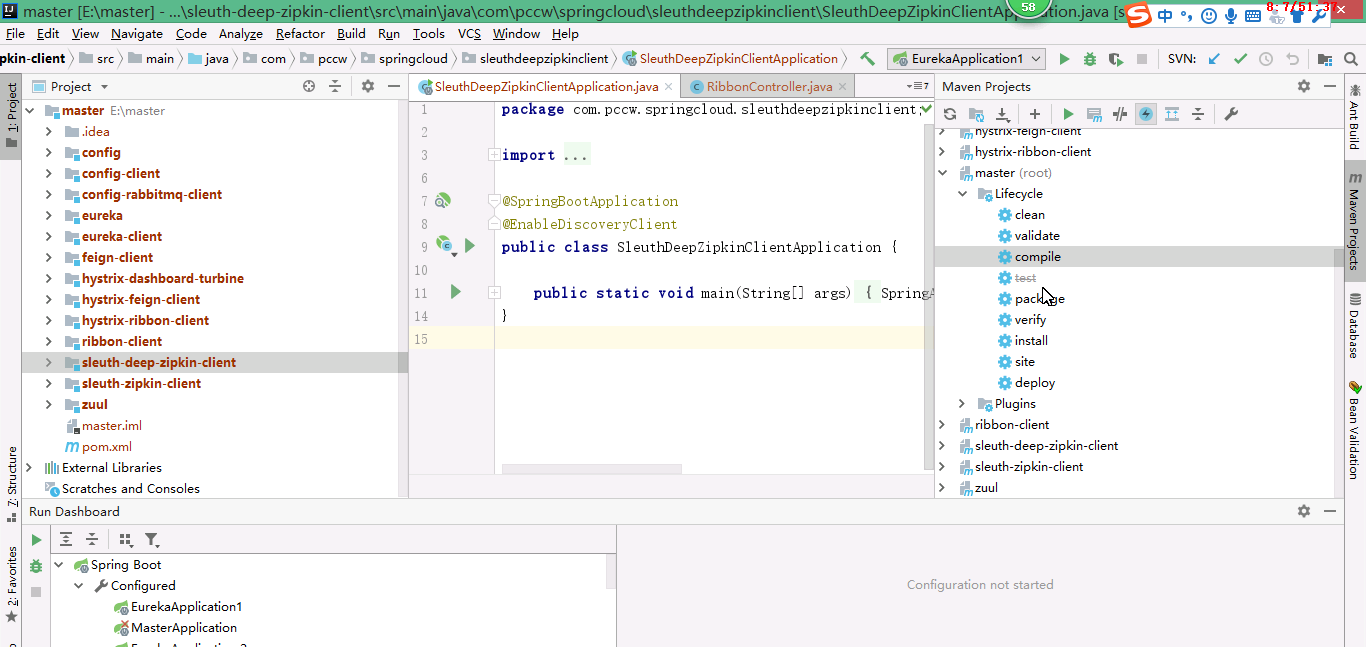 master [E:\master] - ...\sleuth-deep-zipkin-client\src\main\java\com\pccw\springcloud\sleuthdeepzipkinclient\SleuthDeepZipkinClientApplication.java [s
58
中
8:7/51:37
File Edit View Navigate Code Analyze Refactor Build Run Tools VCS Window Help
pkin-client src main java com pccw springcloud sleuthdeepzipkinclient SleuthDeepZipkinClientApplication EurekaApplication1 SVN:
1: Project
Project
master E:\master
.idea
config
config-client
config-rabbitmq-client
eureka
eureka-client
feign-client
hystrix-dashboard-turbine
hystrix-feign-client
hystrix-ribbon-client
ribbon-client
sleuth-deep-zipkin-client
sleuth-zipkin-client
zuul
master.iml
pom.xml
External Libraries
Scratches and Consoles
7: Structure
2: Favorites
SleuthDeepZipkinClientApplication.java RibbonController.java 7
1 package com.pccw.springcloud.sleuthdeepzipkinclient;
2
3 import ...
6
7 @SpringBootApplication
8 @EnableDiscoveryClient
9 public class SleuthDeepZipkinClientApplication {
10
11 public static void main(String[] args) { SpringA
14 }
15
Maven Projects
hystrix-feign-client
hystrix-ribbon-client
master (root)
Lifecycle
clean
validate
compile
test
package
verify
install
site
deploy
Plugins
ribbon-client
sleuth-deep-zipkin-client
sleuth-zipkin-client
zuul
Ant Build
Maven Projects
Database
Bean Validation
Run Dashboard
Spring Boot
Configured
EurekaApplication1
MasterApplication
Configuration not started